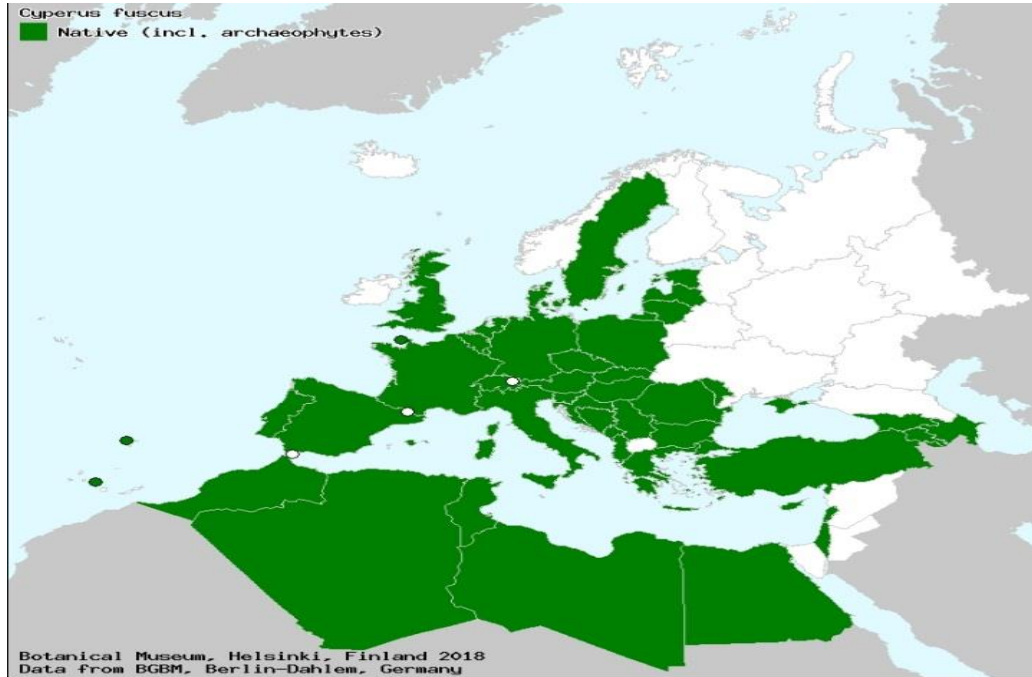 Cyperus fuscus
Native (incl. archaeophytes)
Botanical Museum, Helsinki, Finland 2018
Data from BGBM, Berlin-Dahlem, Germany